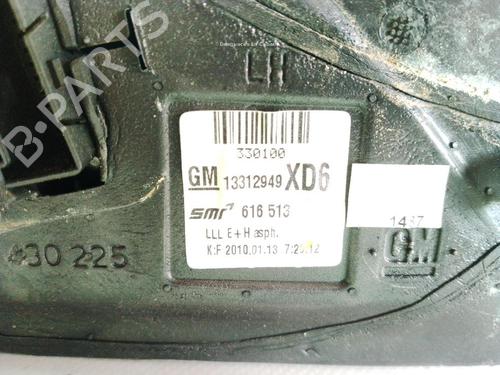 LH
B-PARTS
330100
GM 13312949 XD6
smr 616 513
LLL E+H asph.
K:F 2010.01.13 7:25:12
1437
GM
430 225